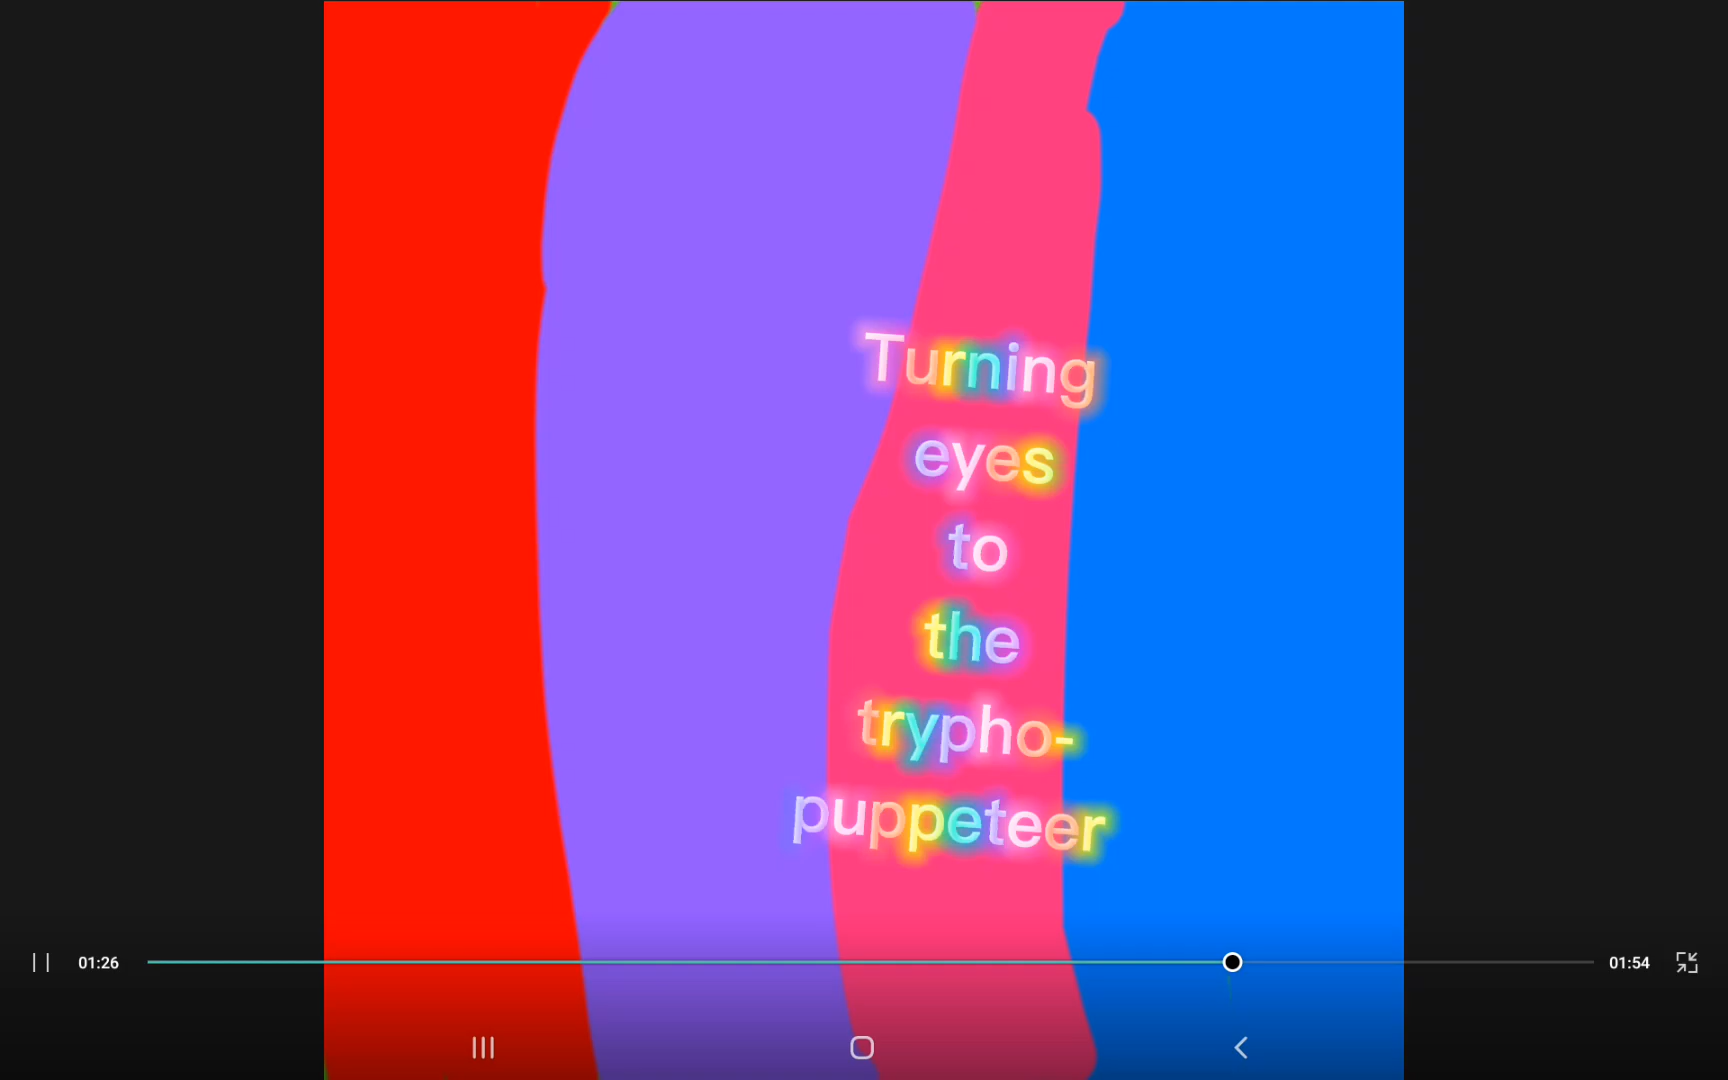 Turning
eyes
to
the
trypho-
puppeteer
01:26
01:54